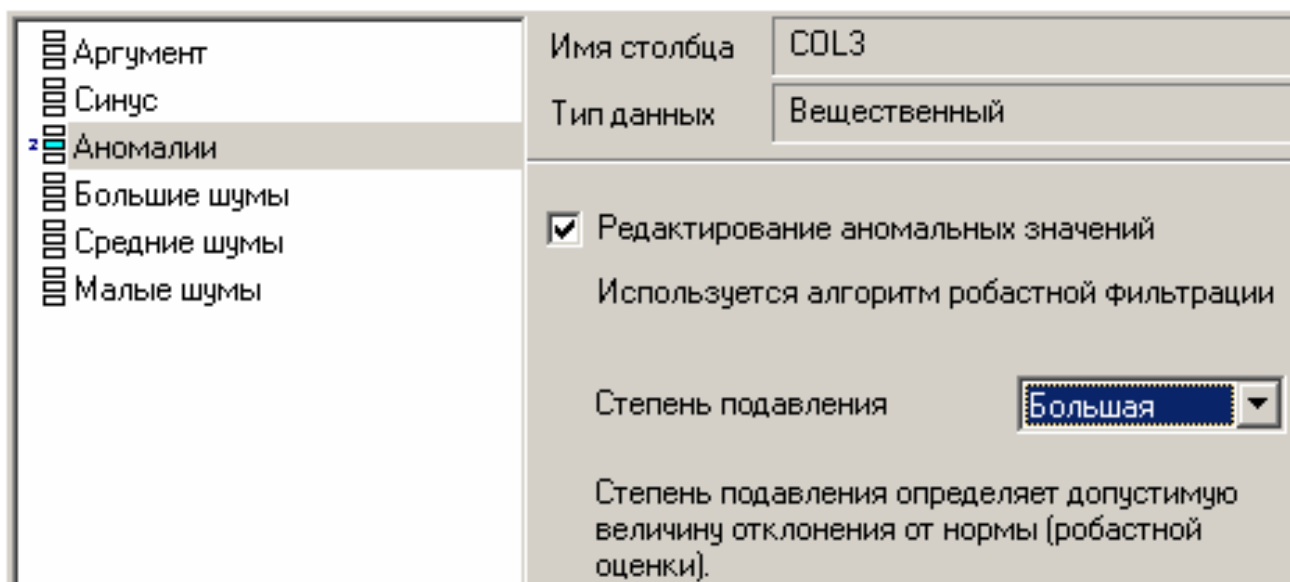 Аргумент
Синус
2 Аномалии
Большие шумы
Средние шумы
Малые шумы
Имя столбца COL3
Тип данных Вещественный
Редактирование аномальных значений
Используется алгоритм робастной фильтрации
Степень подавления Большая
Степень подавления определяет допустимую
величину отклонения от нормы (робастной
оценки).